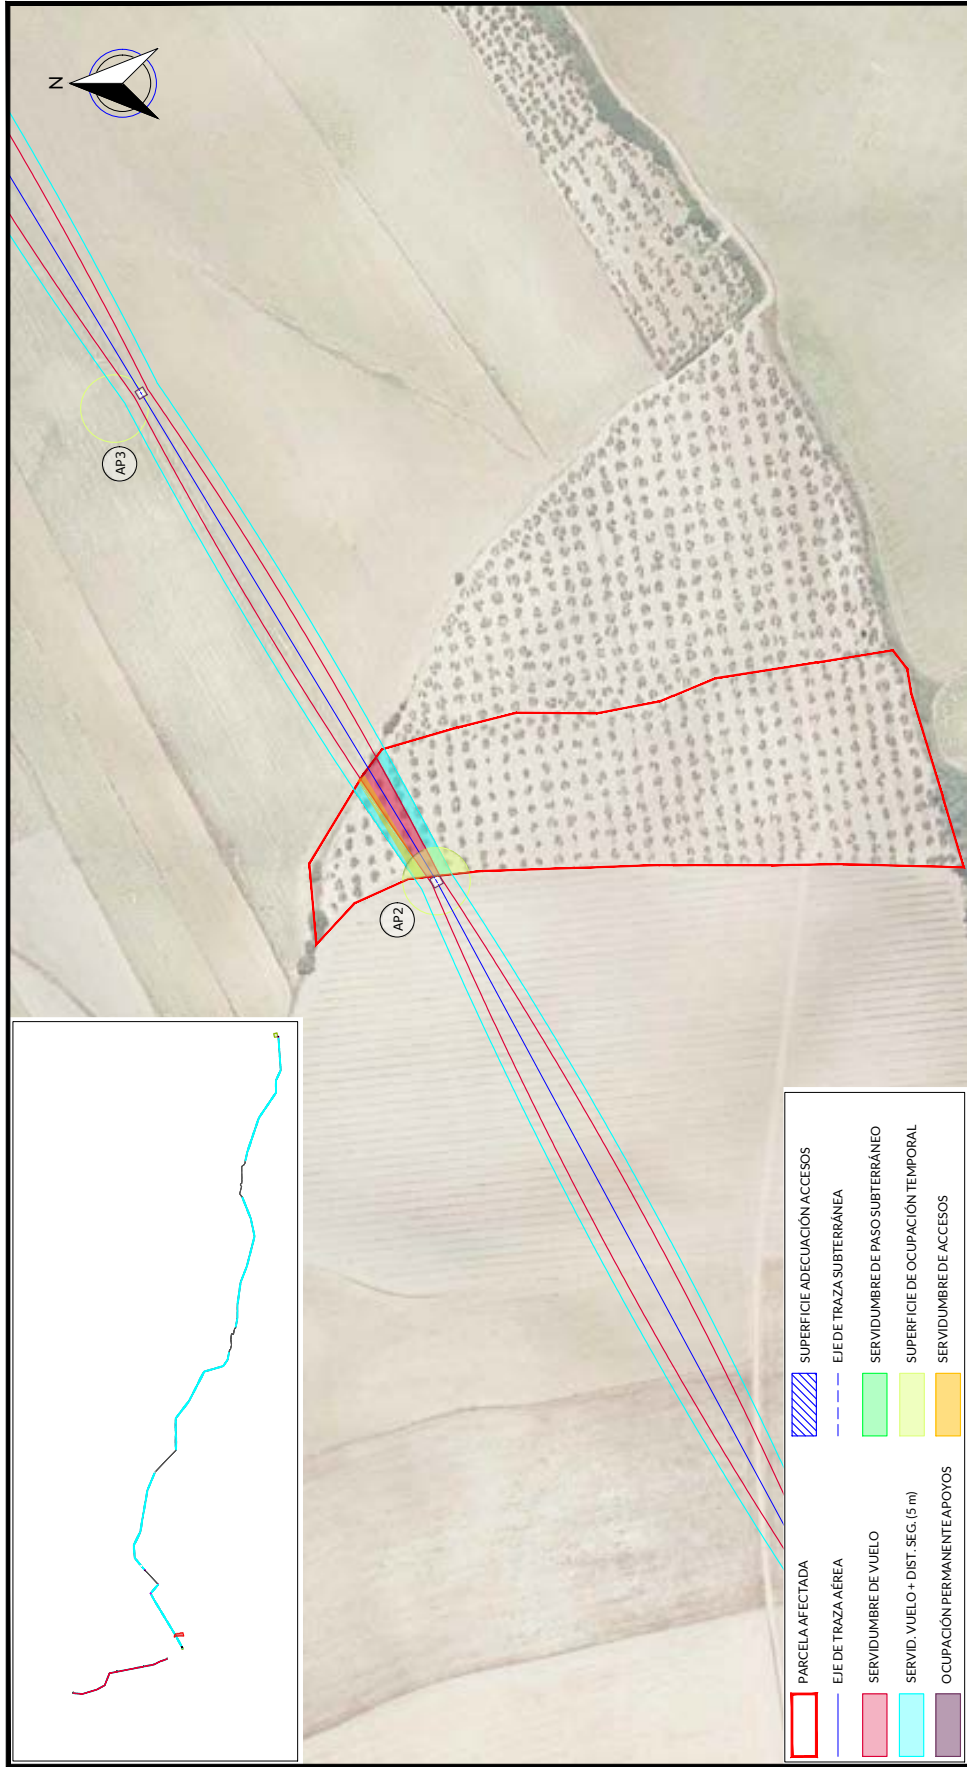 N
AP3
AP2
PARCELA AFECTADA
EJE DE TRAZA AÉREA
SERVIDUMBRE DE VUELO
SERVID. VUELO + DIST. SEG. (5 m)
OCUPACIÓN PERMANENTE APOYOS
SUPERFICIE ADECUACIÓN ACCESOS
EJE DE TRAZA SUBTERRÁNEA
SERVIDUMBRE DE PASO SUBTERRÁNEO
SUPERFICIE DE OCUPACIÓN TEMPORAL
SERVIDUMBRE DE ACCESOS